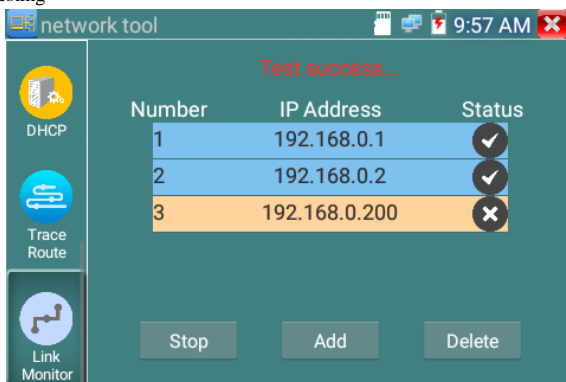 network tool
9:57 AM
Test success...
Number IP Address Status
1 192.168.0.1
2 192.168.0.2
3 192.168.0.200
DHCP
Trace
Route
Link
Monitor
Stop Add Delete